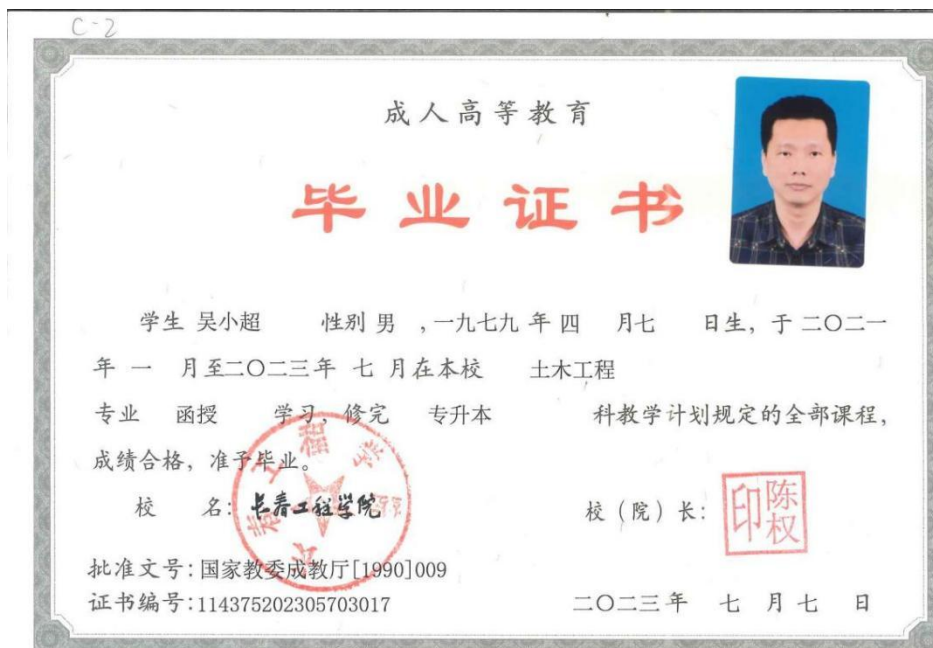 C-2
成人高等教育
毕业证书
学生 吴小超 性别 男 ,一九七九 年 四 月七 日生, 于 二〇二一
年 一 月至二〇二三年 七 月在本校 土木工程
专业 函授 学习, 修完 专升本 科教学计划规定的全部课程,
成绩合格, 准予毕业。
校 名: 长春工程学院 校（院）长: 陈权印
长春工程学院
批准文号:国家教委成教厅[1990]009
证书编号:114375202305703017 二〇二三年 七 月 七 日